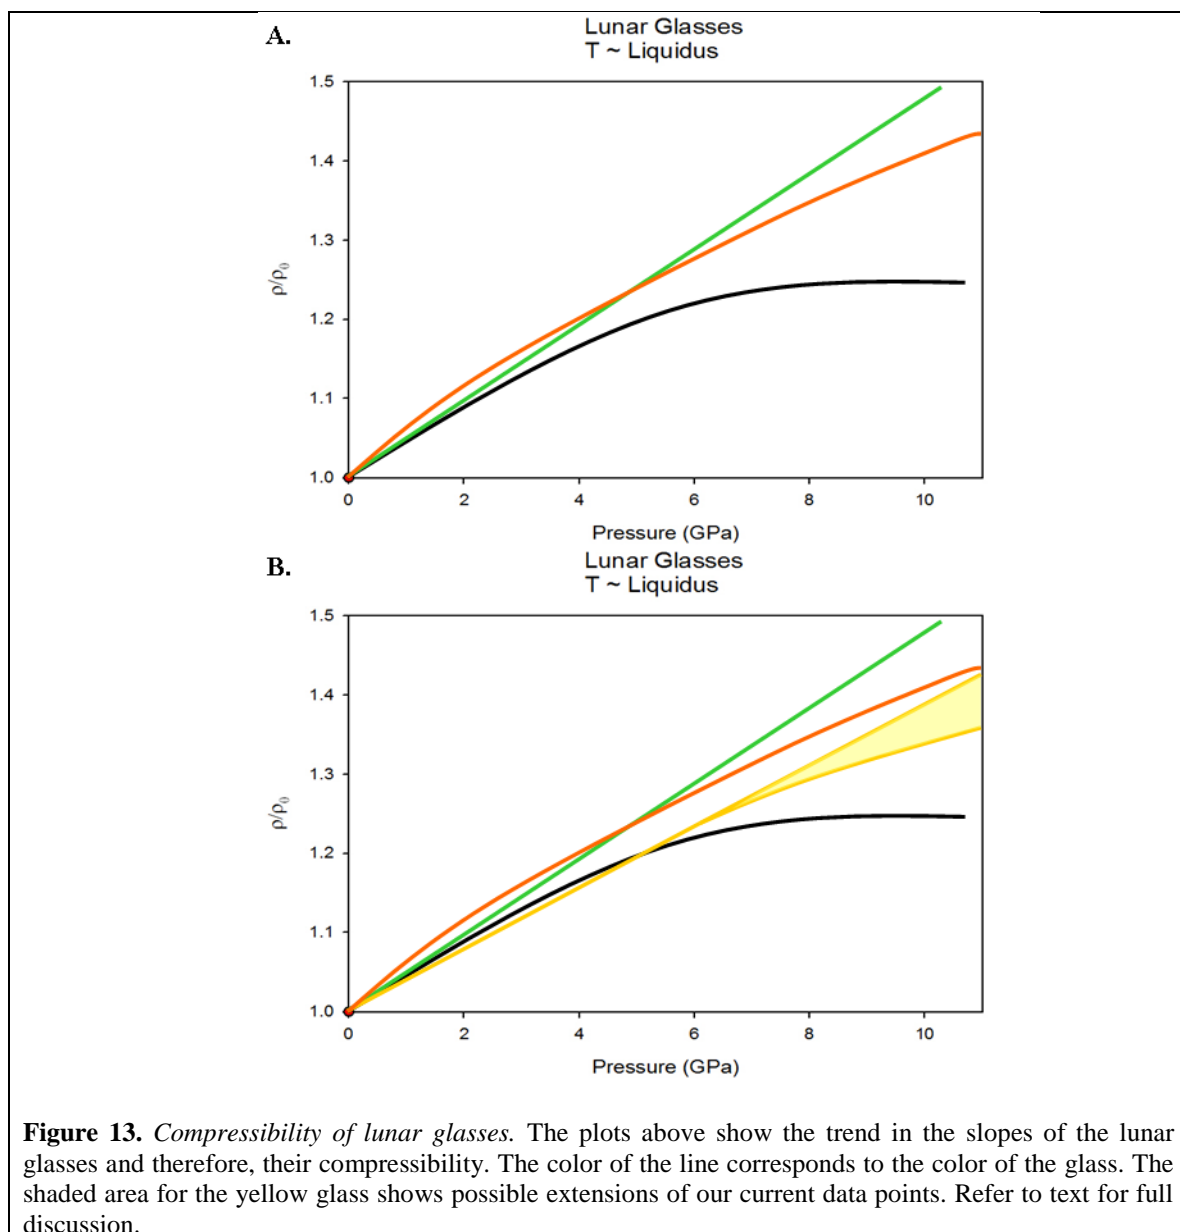 A.
Lunar Glasses
T ~ Liquidus
1.5
1.4
1.3
1.2
1.1
1.0
ρ/ρ₀
0 2 4 6 8 10
Pressure (GPa)
B.
Lunar Glasses
T ~ Liquidus
1.5
1.4
1.3
1.2
1.1
1.0
ρ/ρ₀
0 2 4 6 8 10
Pressure (GPa)
Figure 13. Compressibility of lunar glasses. The plots above show the trend in the slopes of the lunar
glasses and therefore, their compressibility. The color of the line corresponds to the color of the glass. The
shaded area for the yellow glass shows possible extensions of our current data points. Refer to text for full
discussion.